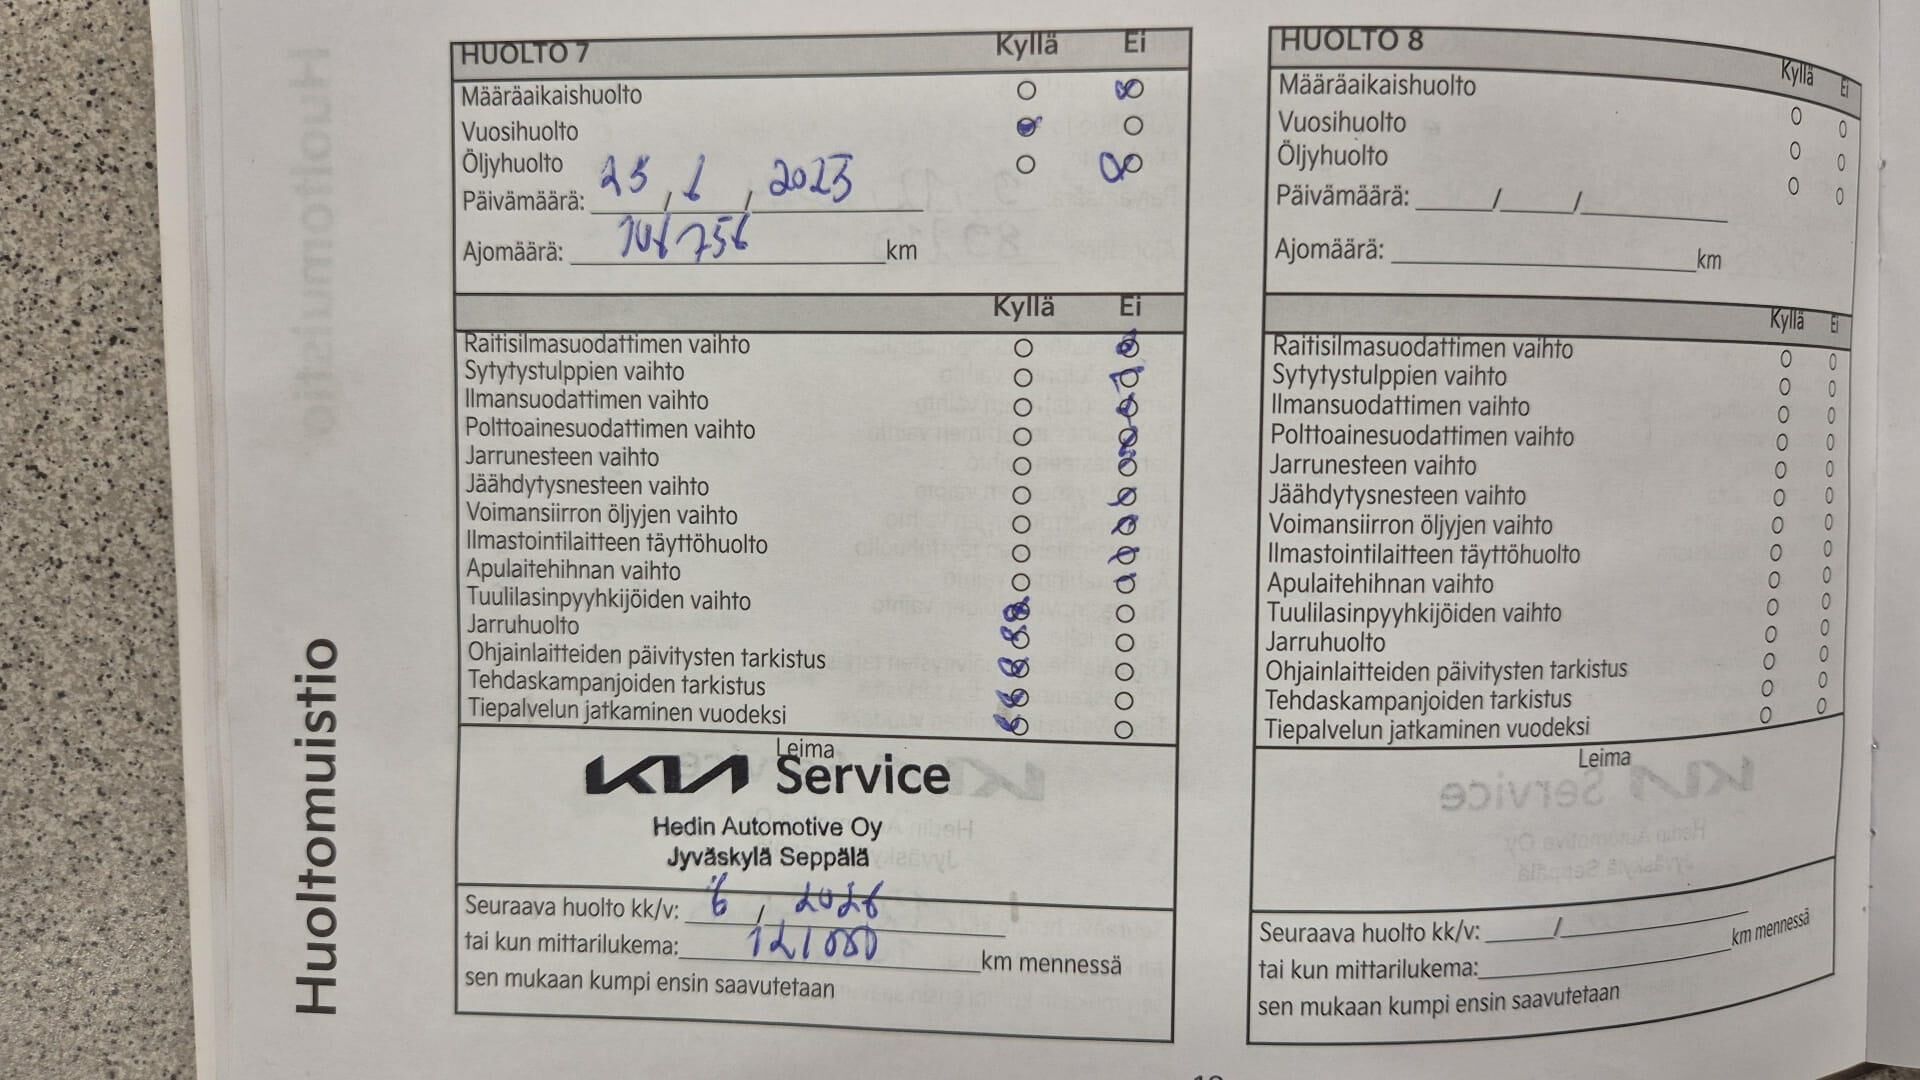 Huoltomuistio
HUOLTO 7 Kyllä Ei
Määräaikaishuolto
Vuosihuolto
Öljyhuolto
Päivämäärä: / /
Ajomäärä: km
Kyllä Ei
Raitisilmasuodattimen vaihto
Sytytystulppien vaihto
Ilmansuodattimen vaihto
Polttoainesuodattimen vaihto
Jarrunesteen vaihto
Jäähdytysnesteen vaihto
Voimansiirron öljyjen vaihto
Ilmastointilaitteen täyttöhuolto
Apulaitehihnan vaihto
Tuulilasinpyyhkijöiden vaihto
Jarruhuolto
Ohjainlaitteiden päivitysten tarkistus
Tehdaskampanjoiden tarkistus
Tiepalvelun jatkaminen vuodeksi
Leima
KIA Service
Hedin Automotive Oy
Jyväskylä Seppälä
Seuraava huolto kk/v: 6 / 2026
tai kun mittarilukema: km mennessä
sen mukaan kumpi ensin saavutetaan
HUOLTO 8 Kyllä Ei
Määräaikaishuolto
Vuosihuolto
Öljyhuolto
Päivämäärä: / /
Ajomäärä: km
Kyllä Ei
Raitisilmasuodattimen vaihto
Sytytystulppien vaihto
Ilmansuodattimen vaihto
Polttoainesuodattimen vaihto
Jarrunesteen vaihto
Jäähdytysnesteen vaihto
Voimansiirron öljyjen vaihto
Ilmastointilaitteen täyttöhuolto
Apulaitehihnan vaihto
Tuulilasinpyyhkijöiden vaihto
Jarruhuolto
Ohjainlaitteiden päivitysten tarkistus
Tehdaskampanjoiden tarkistus
Tiepalvelun jatkaminen vuodeksi
Leima
Seuraava huolto kk/v: /
tai kun mittarilukema: km mennessä
sen mukaan kumpi ensin saavutetaan